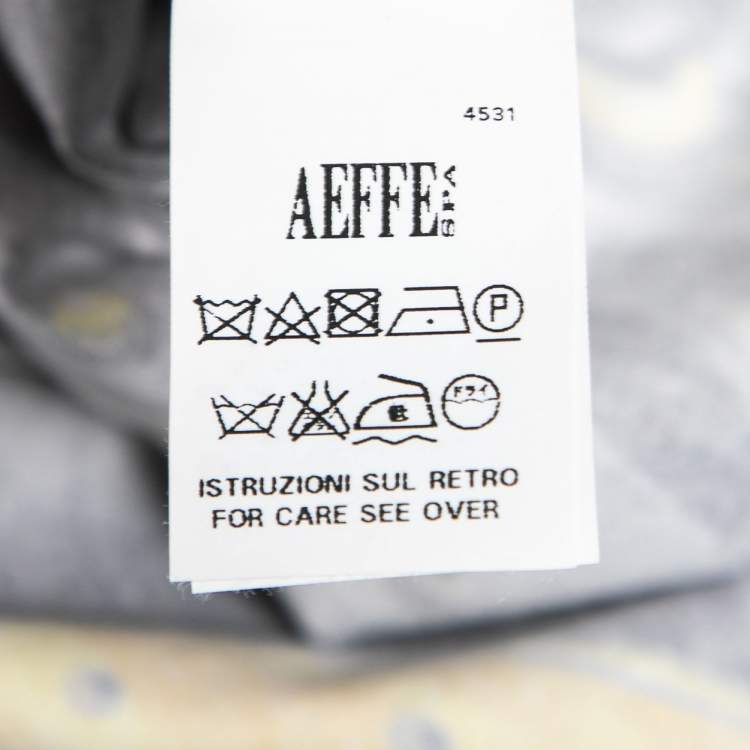 4531
AEFFE SPA
P
ドライ
ISTRUZIONI SUL RETRO
FOR CARE SEE OVER